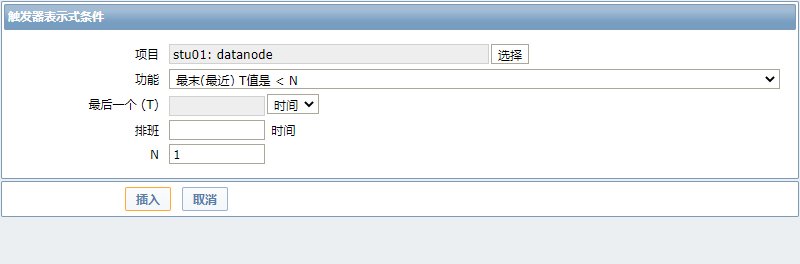 触发器表示式条件
项目 stu01: datanode 选择
功能 最末(最近) T值是 < N
最后一个 (T) 时间
排班 时间
N 1
插入 取消